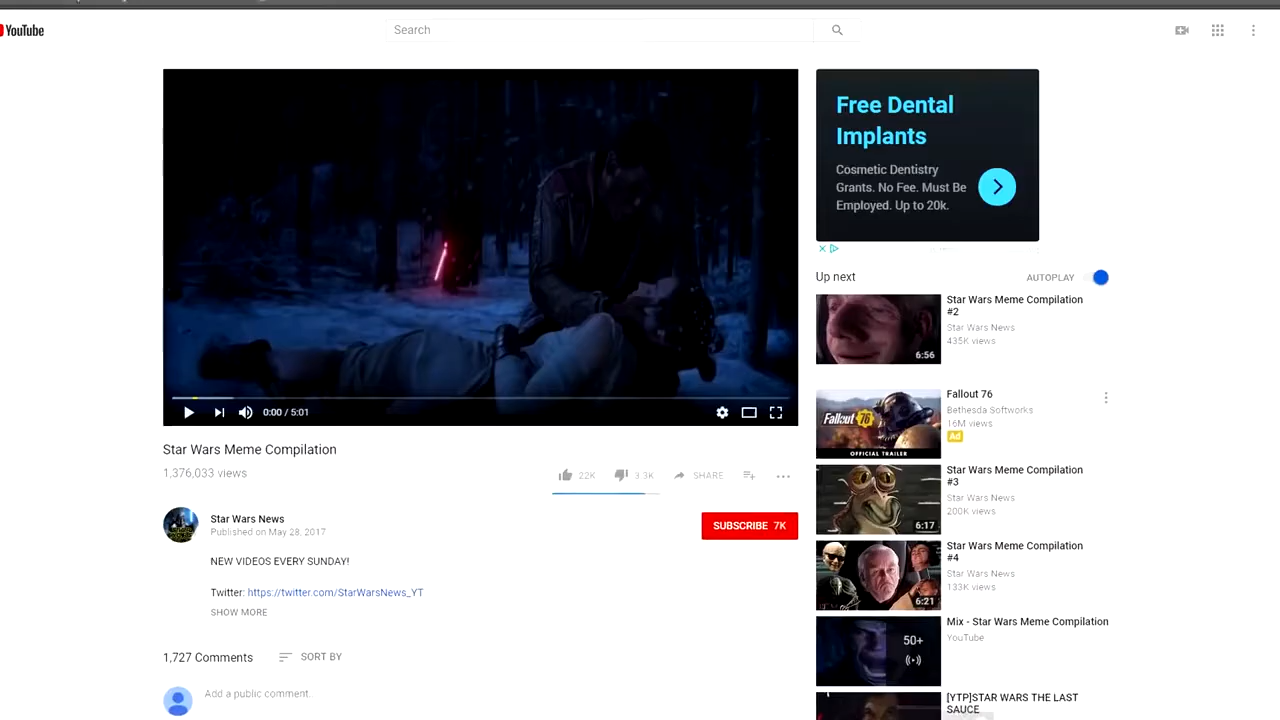 YouTube
Search
0:00 / 5:01
Star Wars Meme Compilation
1,376,033 views
22K
3.3K
SHARE
Star Wars News
Published on May 28, 2017
SUBSCRIBE 7K
NEW VIDEOS EVERY SUNDAY!
Twitter: https://twitter.com/StarWarsNews_YT
SHOW MORE
1,727 Comments
SORT BY
Add a public comment..
Free Dental
Implants
Cosmetic Dentistry
Grants. No Fee. Must Be
Employed. Up to 20k.
Up next
AUTOPLAY
6:56
Star Wars Meme Compilation
#2
Star Wars News
435K views
Fallout 76
OFFICIAL TRAILER
Fallout 76
Bethesda Softworks
16M views
Ad
6:17
Star Wars Meme Compilation
#3
Star Wars News
200K views
6:21
Star Wars Meme Compilation
#4
Star Wars News
133K views
50+
Mix - Star Wars Meme Compilation
YouTube
[YTP]STAR WARS THE LAST
SAUCE